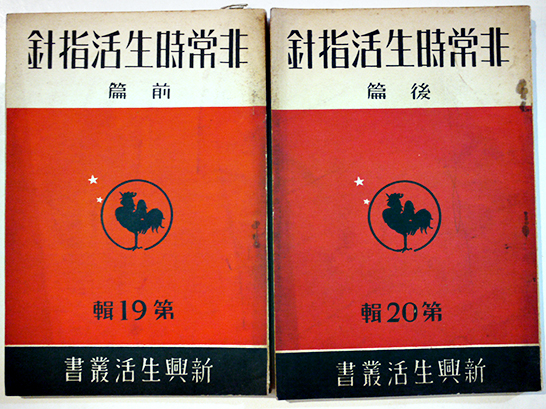 非常時生活指針
前篇
第19輯
新興生活叢書
非常時生活指針
後篇
第20輯
新興生活叢書